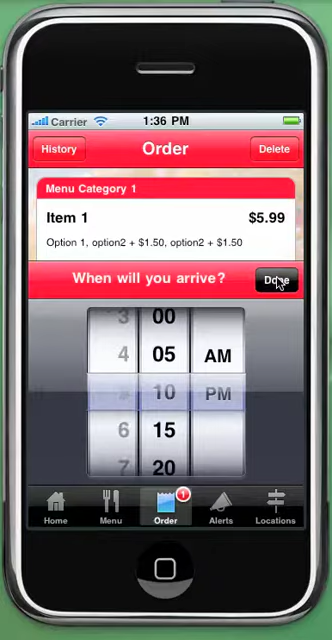 Carrier 1:36 PM
History Order Delete
Menu Category 1
Item 1 $5.99
Option 1, option2 + $1.50, option2 + $1.50
When will you arrive? Done
3 00
4 05 AM
10 PM
6 15
7 20
1
Home Menu Order Alerts Locations